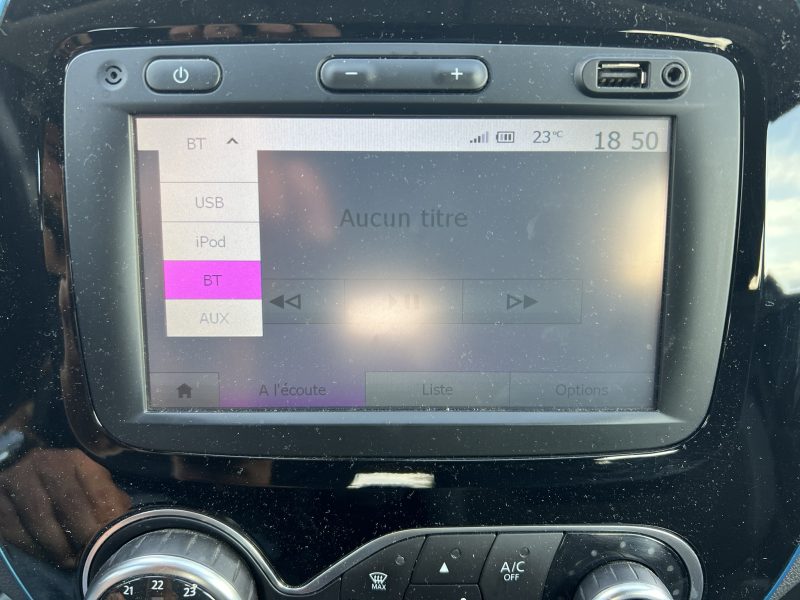 BT 23°C 18 50
USB
iPod
BT
AUX
Aucun titre
A l'écoute Liste Options
MAX
A/C
OFF
21 22 23